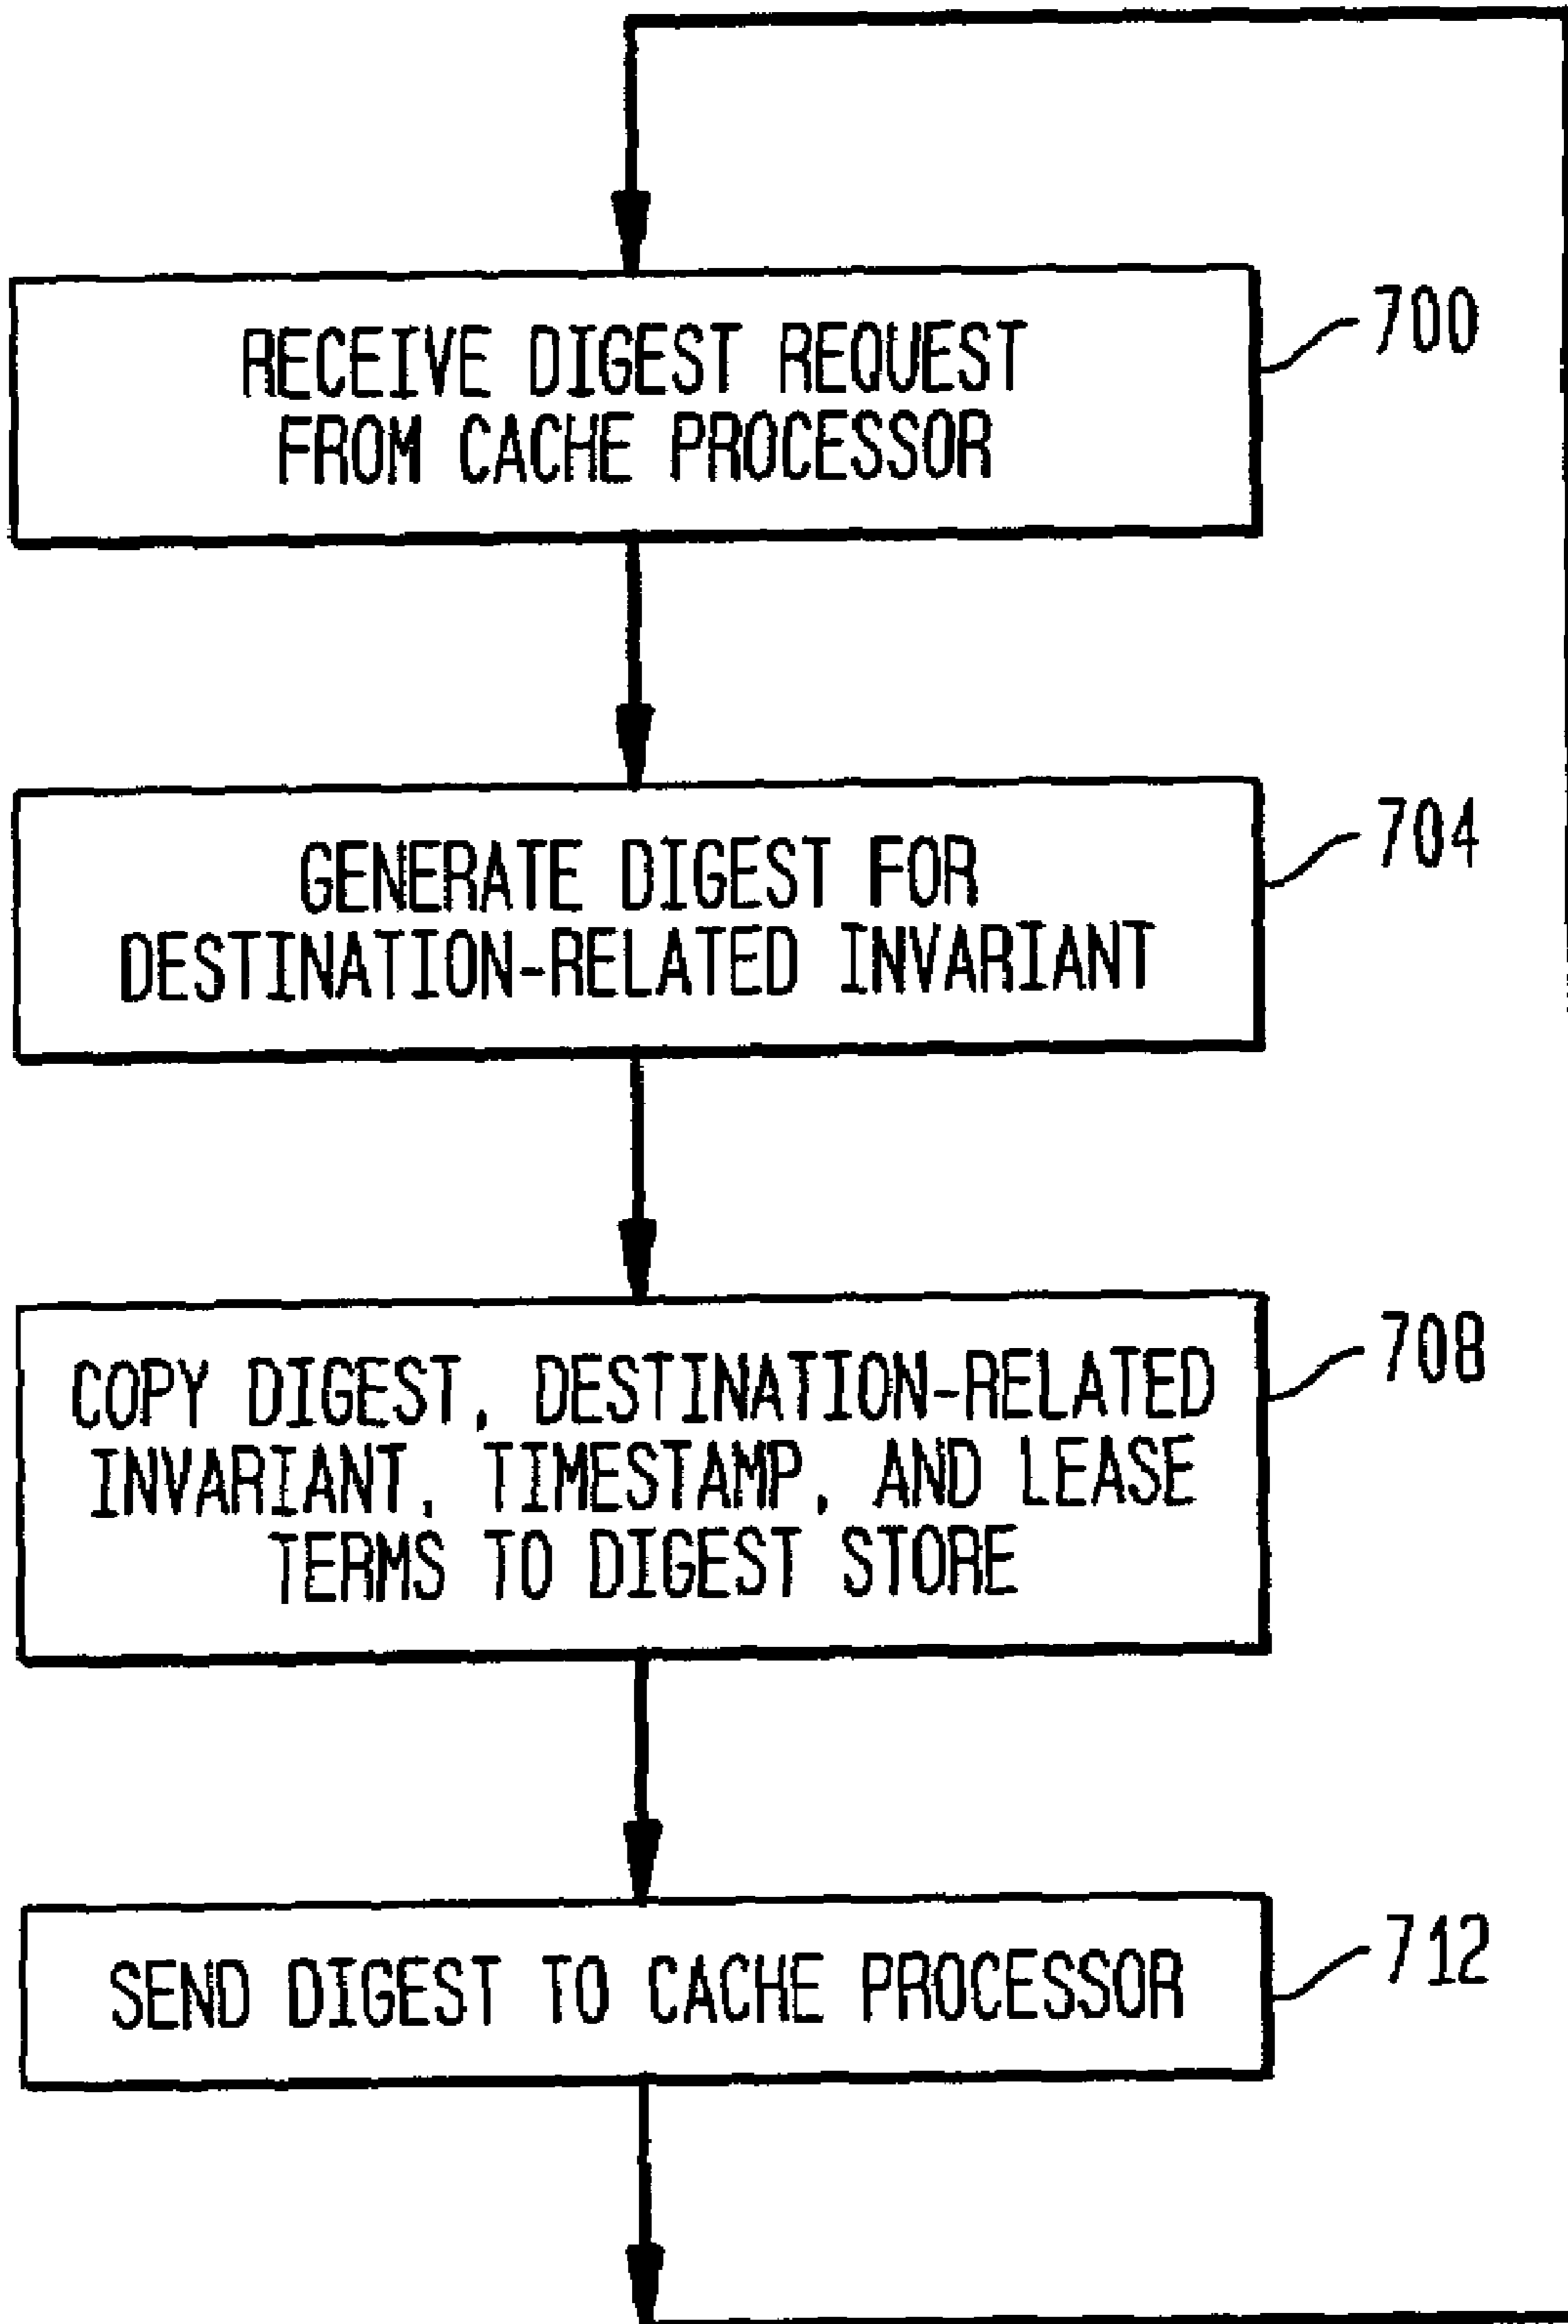 RECEIVE DIGEST REQUEST
FROM CACHE PROCESSOR
700
GENERATE DIGEST FOR
DESTINATION-RELATED INVARIANT
704
COPY DIGEST, DESTINATION-RELATED
INVARIANT, TIMESTAMP, AND LEASE
TERMS TO DIGEST STORE
708
SEND DIGEST TO CACHE PROCESSOR
712